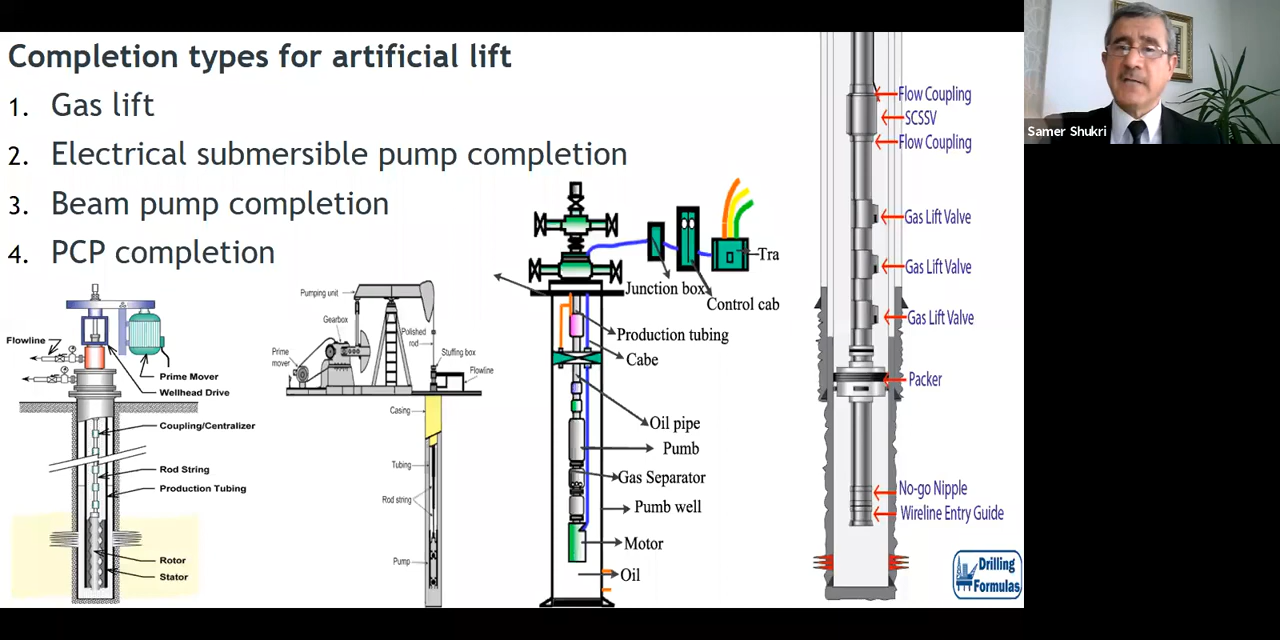 Completion types for artificial lift
1. Gas lift
2. Electrical submersible pump completion
3. Beam pump completion
4. PCP completion
Flowline
Prime Mover
Wellhead Drive
Coupling/Centralizer
Rod String
Production Tubing
Rotor
Stator
Pumping unit
Gearbox
Prime
mover
Polished
rod
Stuffing box
Flowline
Casing
Tubing
Rod string
Pump
Junction box
Control cab
Tra
Production tubing
Cabe
Oil pipe
Pumb
Gas Separator
Pumb well
Motor
Oil
Flow Coupling
SCSSV
Flow Coupling
Gas Lift Valve
Gas Lift Valve
Gas Lift Valve
Packer
No-go Nipple
Wireline Entry Guide
Drilling
Formulas
Samer Shukri